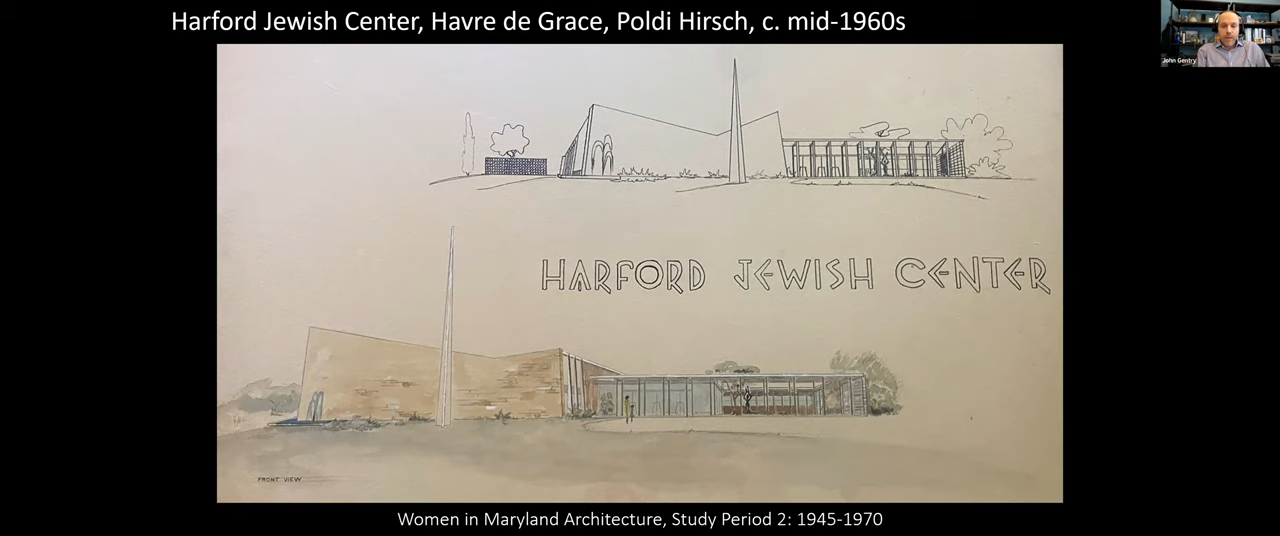 Harford Jewish Center, Havre de Grace, Poldi Hirsch, c. mid-1960s
John Gentry
HARFORD JEWISH CENTER
FRONT VIEW
Women in Maryland Architecture, Study Period 2: 1945-1970